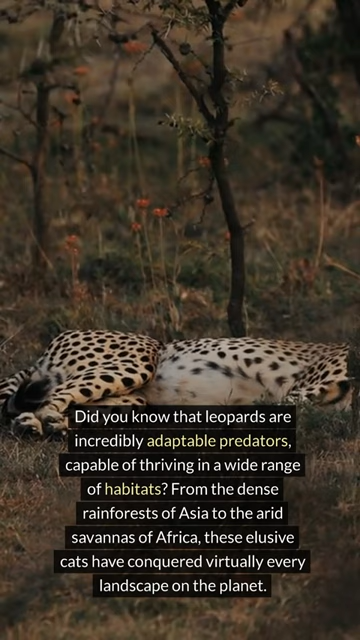 Did you know that leopards are
incredibly adaptable predators,
capable of thriving in a wide range
of habitats? From the dense
rainforests of Asia to the arid
savannas of Africa, these elusive
cats have conquered virtually every
landscape on the planet.